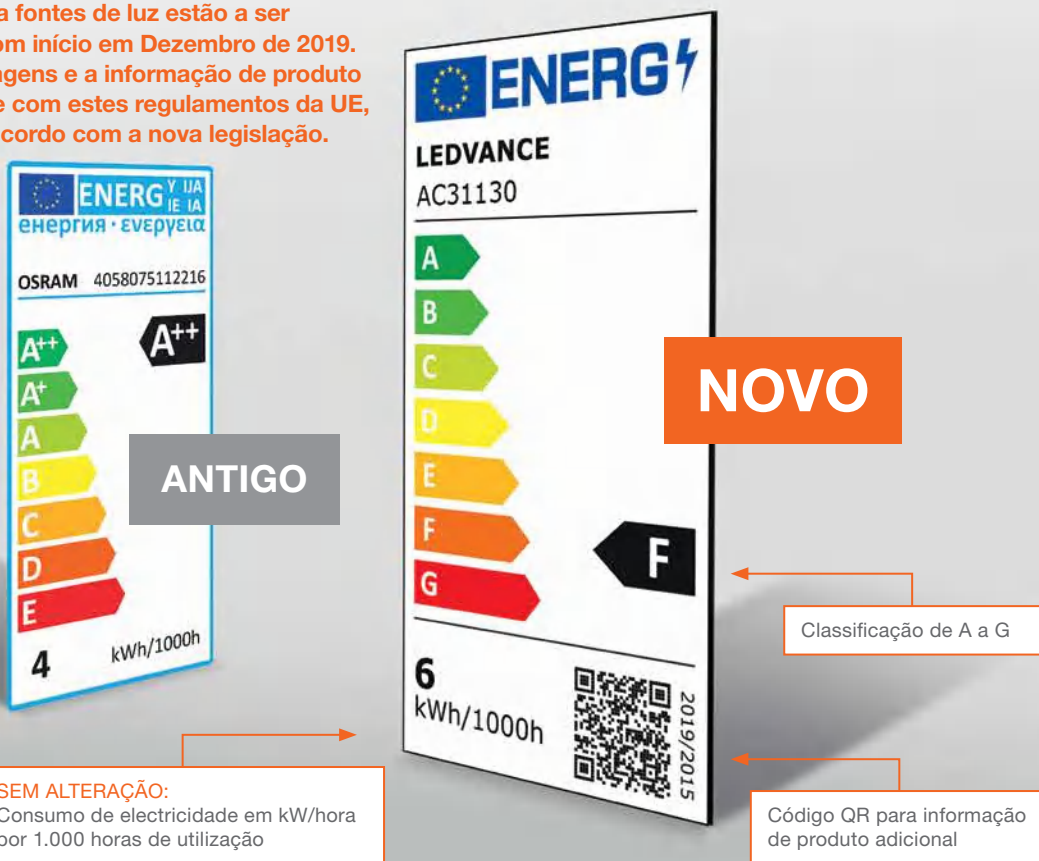 a fontes de luz estão a ser
om início em Dezembro de 2019.
agens e a informação de produto
e com estes regulamentos da UE,
cordo com a nova legislação.
ENERG Y IJA
IE IA
енергия · ενεργεια
OSRAM 4058075112216
A++
A++
A+
A
B
C
D
E
4 kWh/1000h
ANTIGO
ENERG
LEDVANCE
AC31130
A
B
C
D
E
F
G
F
6
kWh/1000h
2019/2015
NOVO
Classificação de A a G
SEM ALTERAÇÃO:
Consumo de electricidade em kW/hora
por 1.000 horas de utilização
Código QR para informação
de produto adicional